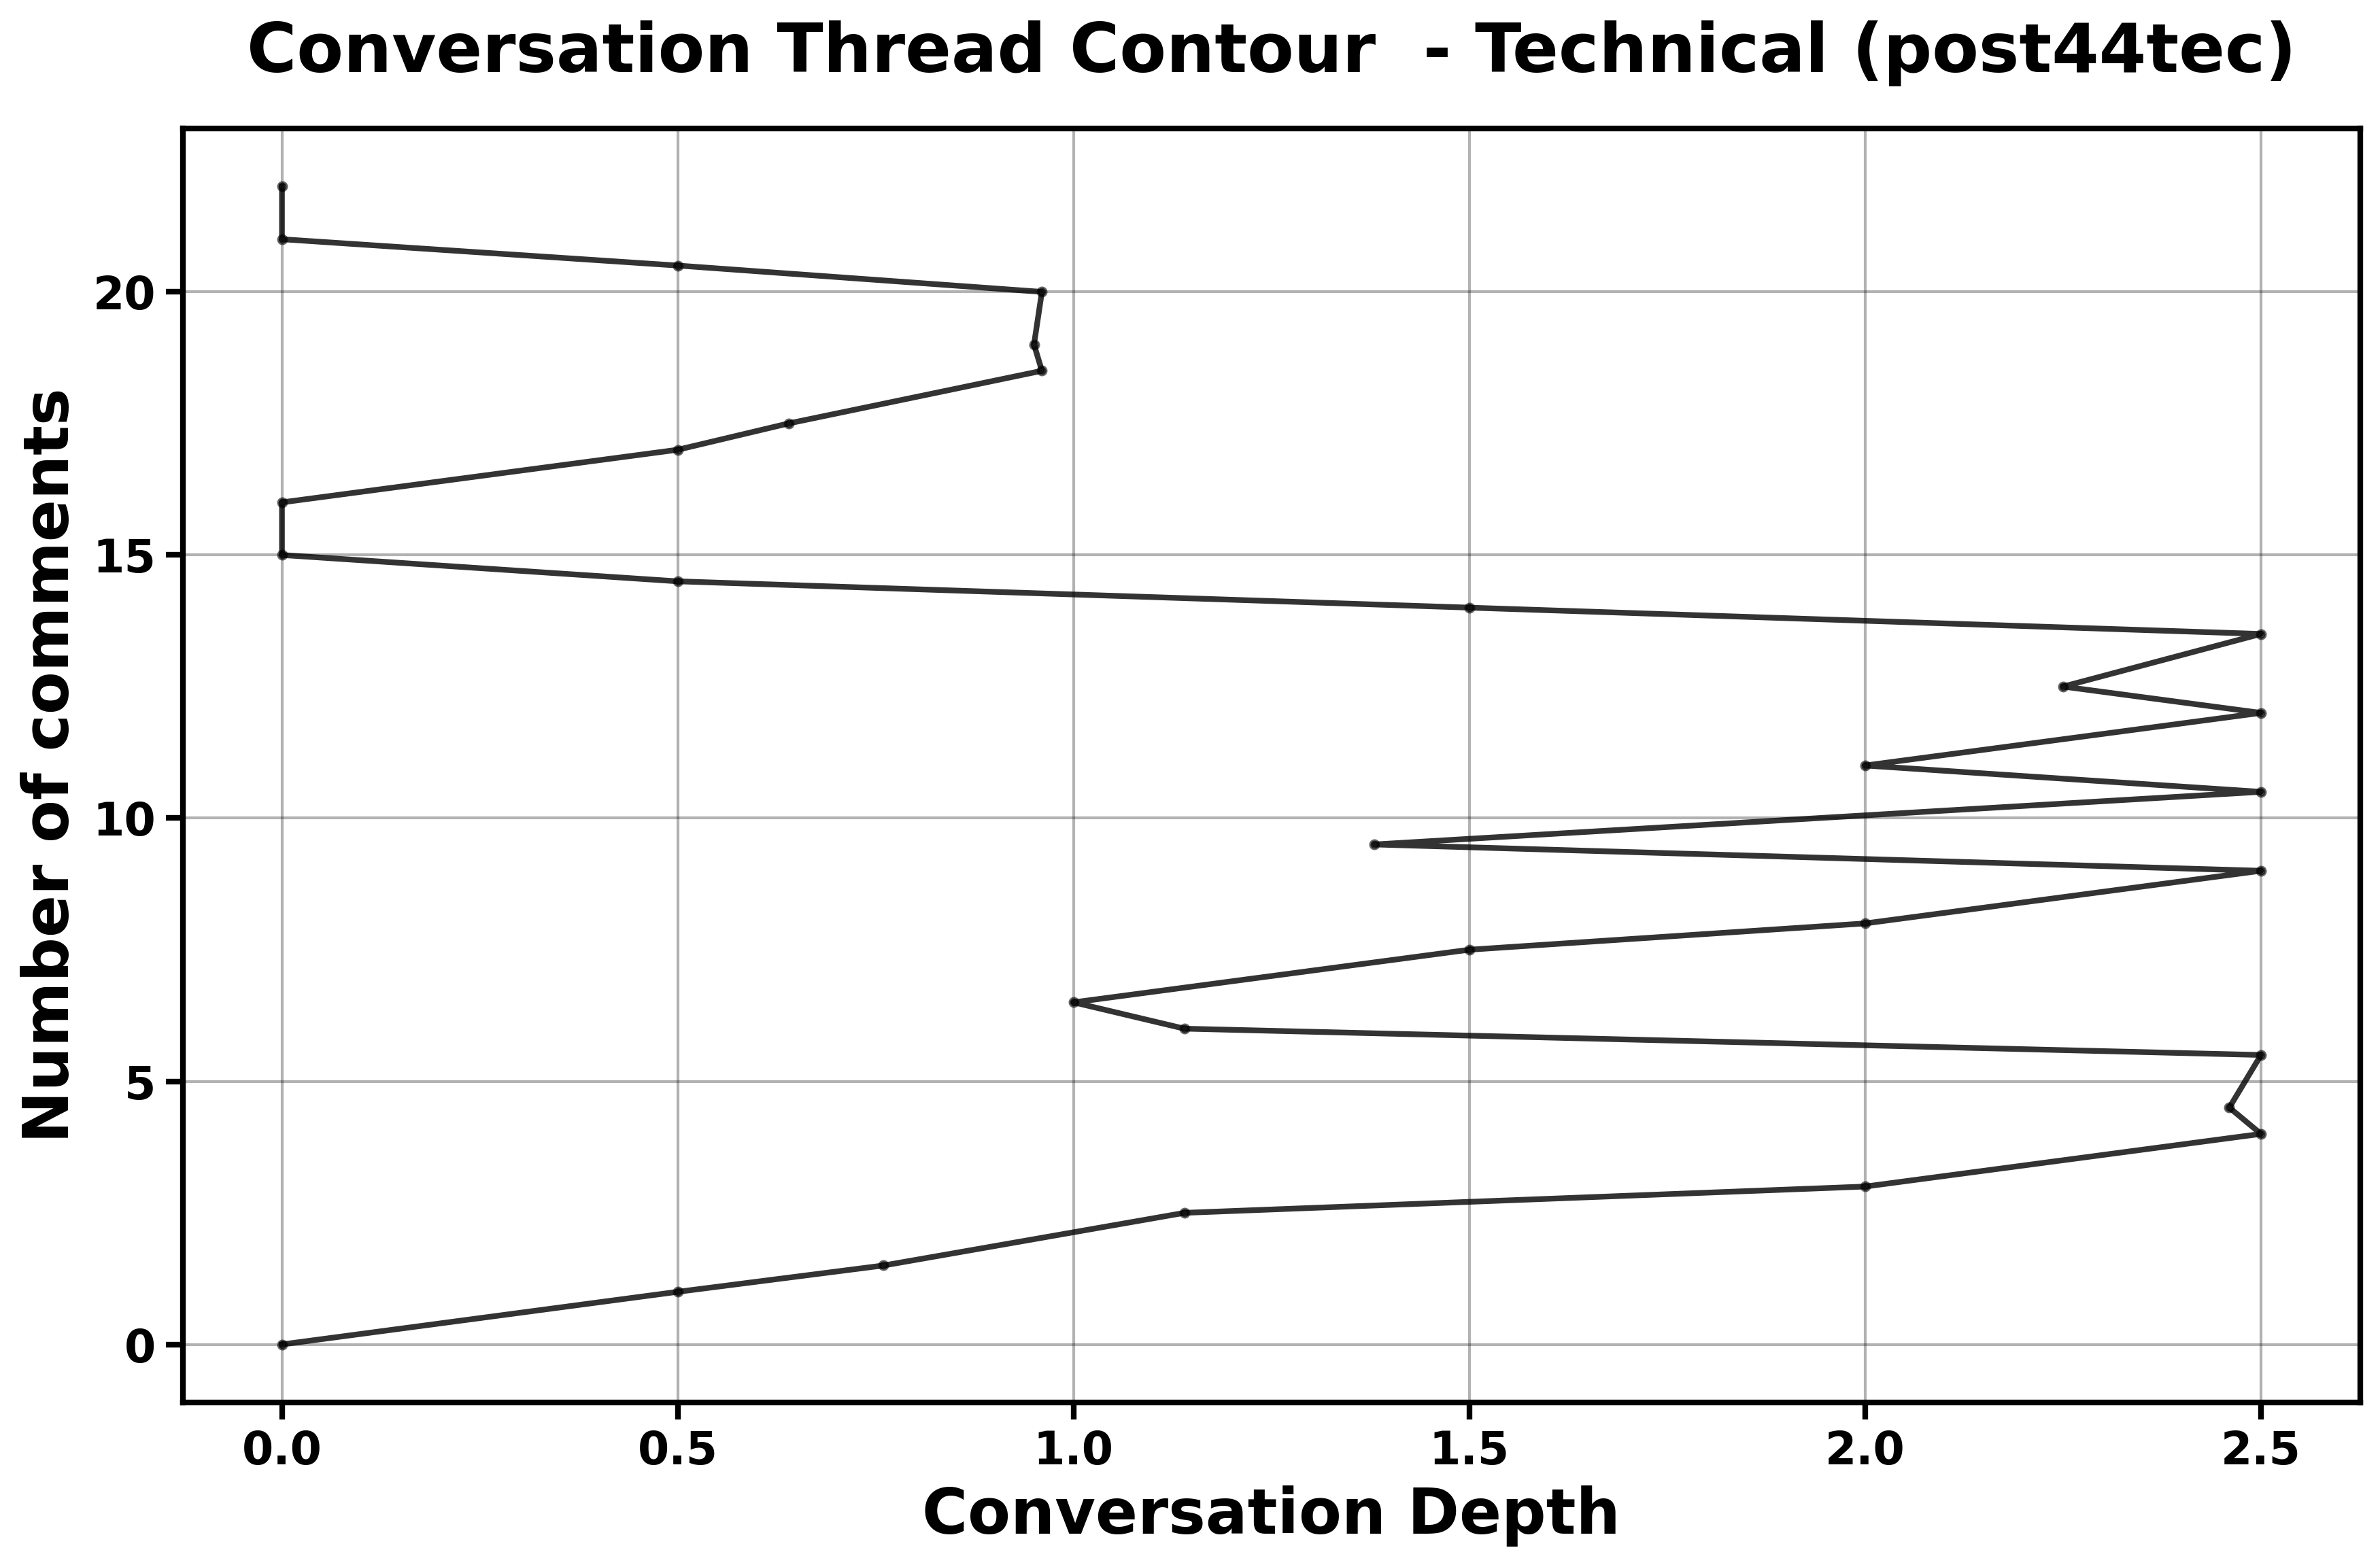 Conversation Thread Contour  - Technical (post44tec)
Number of comments
20
15
10
5
0
0.0 0.5 1.0 1.5 2.0 2.5
Conversation Depth